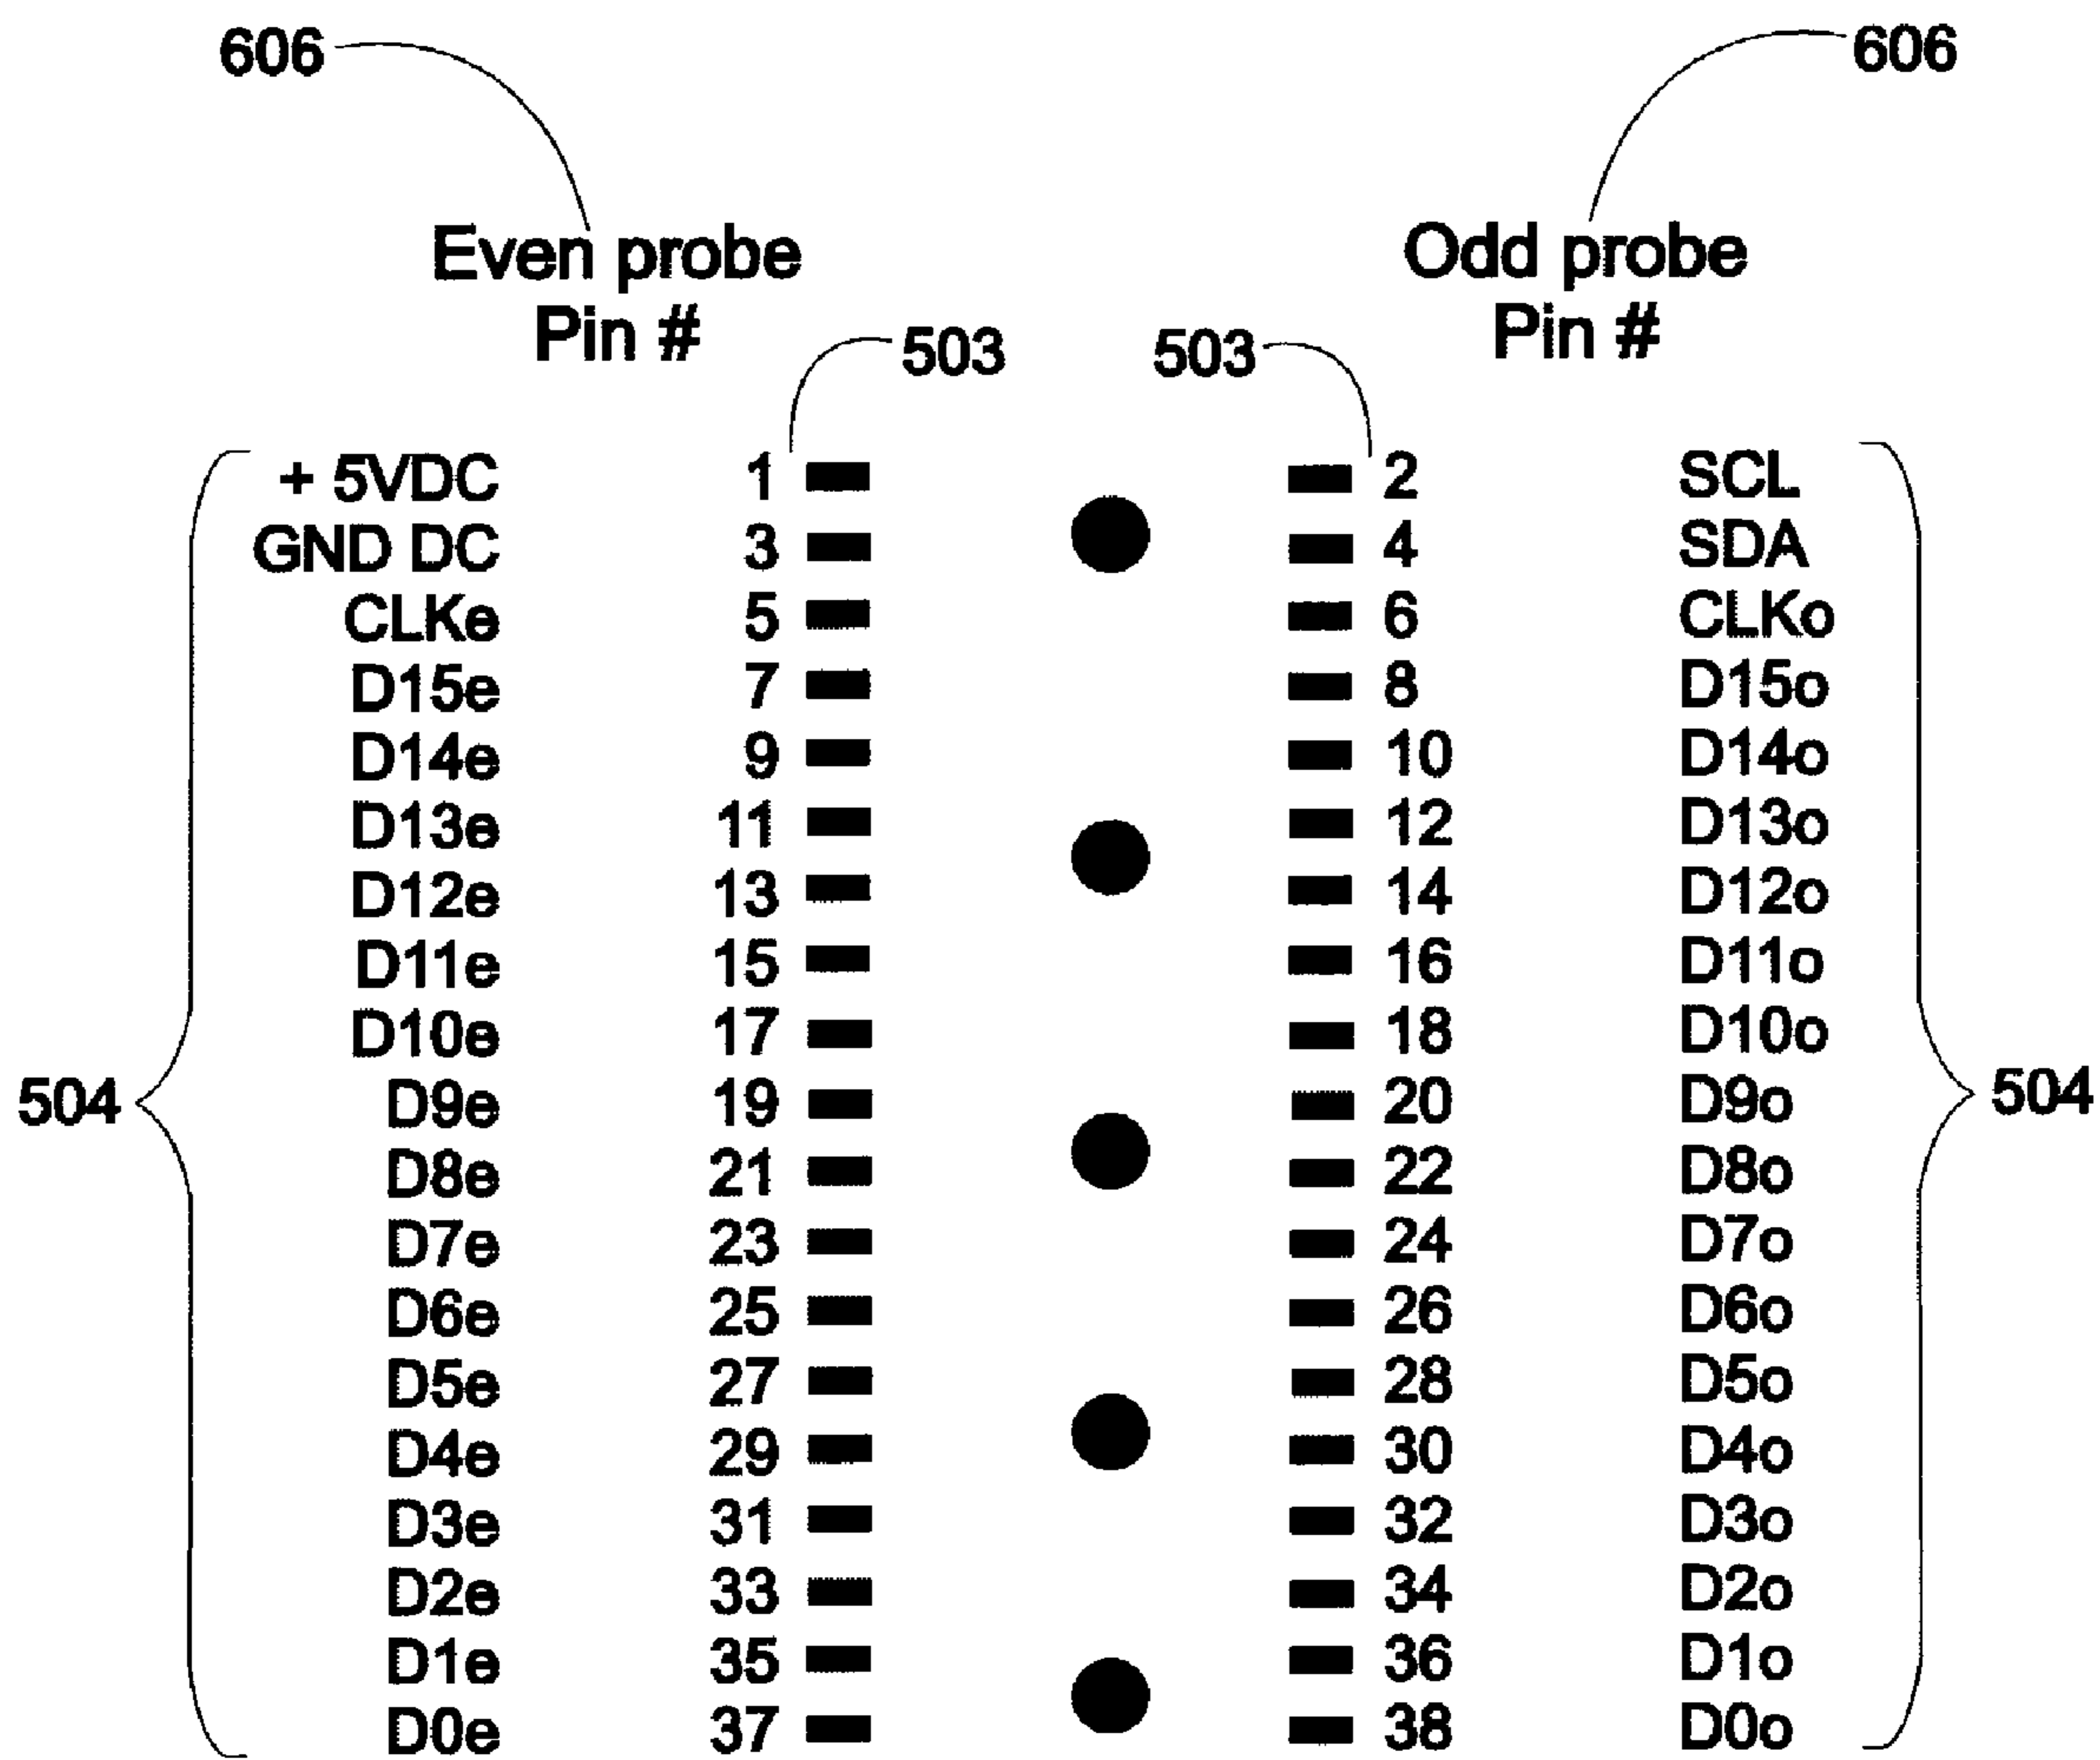 606 606
Even probe Odd probe
Pin # Pin #
503 503
+ 5VDC 1 2 SCL
GND DC 3 4 SDA
CLKe 5 6 CLKo
D15e 7 8 D15o
D14e 9 10 D14o
D13e 11 12 D13o
D12e 13 14 D12o
D11e 15 16 D11o
D10e 17 18 D10o
504 D9e 19 20 D9o 504
D8e 21 22 D8o
D7e 23 24 D7o
D6e 25 26 D6o
D5e 27 28 D5o
D4e 29 30 D4o
D3e 31 32 D3o
D2e 33 34 D2o
D1e 35 36 D1o
D0e 37 38 D0o